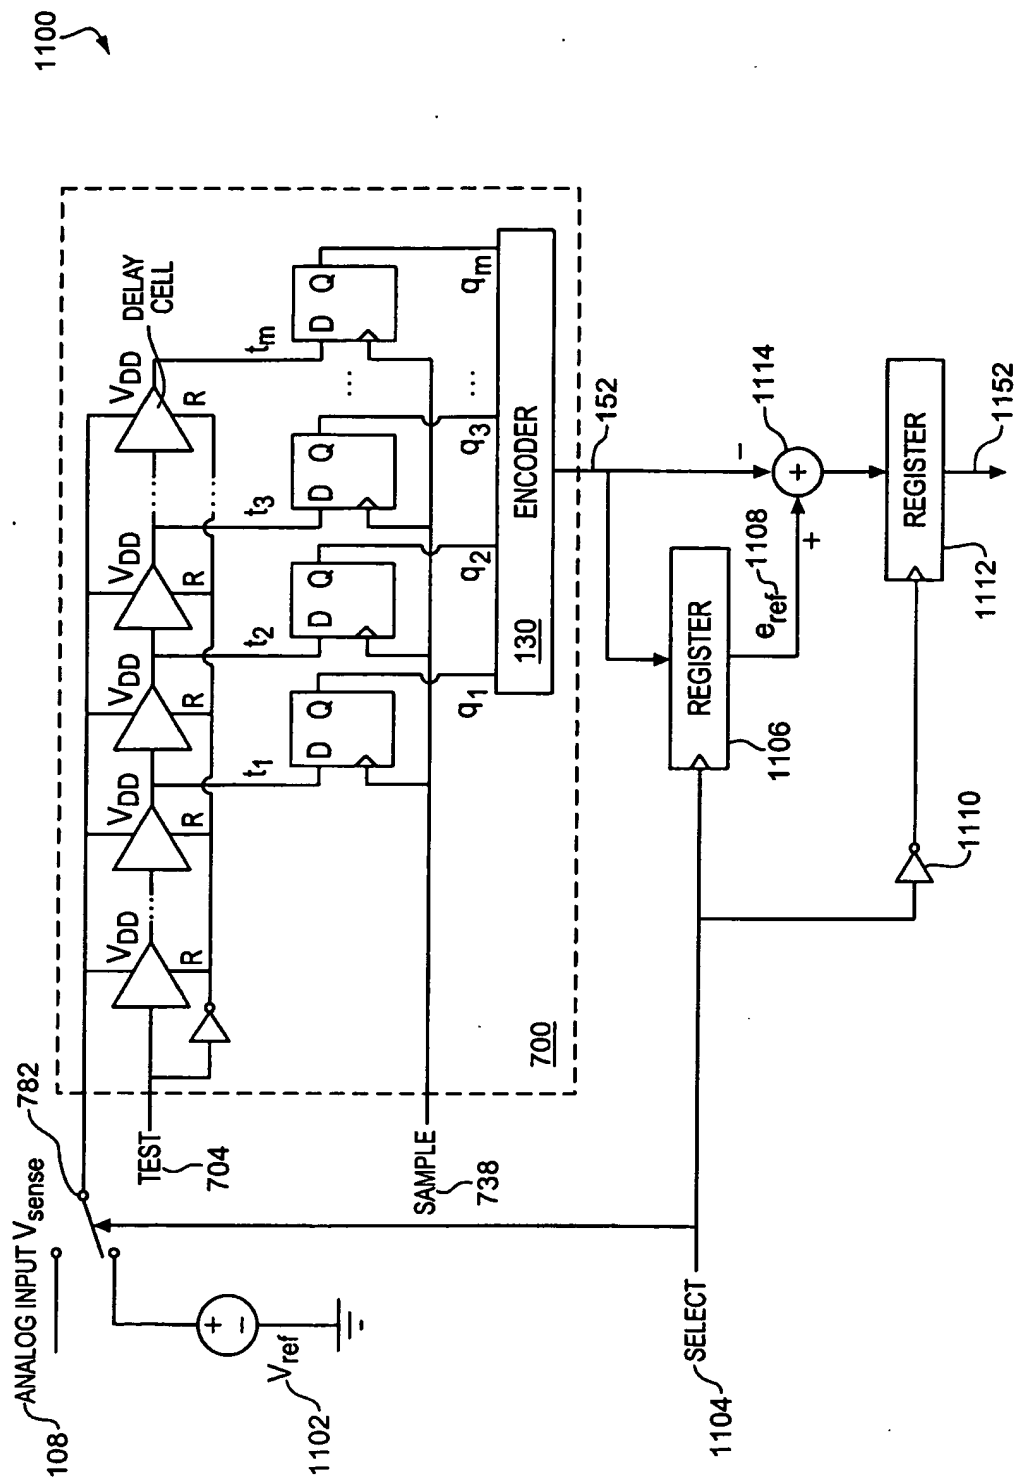 1100
108
ANALOG INPUT Vsense
782
Vref
1102
TEST
704
SAMPLE
738
SELECT
1104
VDD
VDD
VDD
VDD
VDD
DELAY
CELL
R
R
R
R
R
t1
t2
t3
tm
D Q
D Q
D Q
D Q
...
q1
q2
q3
...
qm
130
ENCODER
700
152
REGISTER
1106
eref
1108
+
-
+
1114
1110
REGISTER
1112
1152
+
-